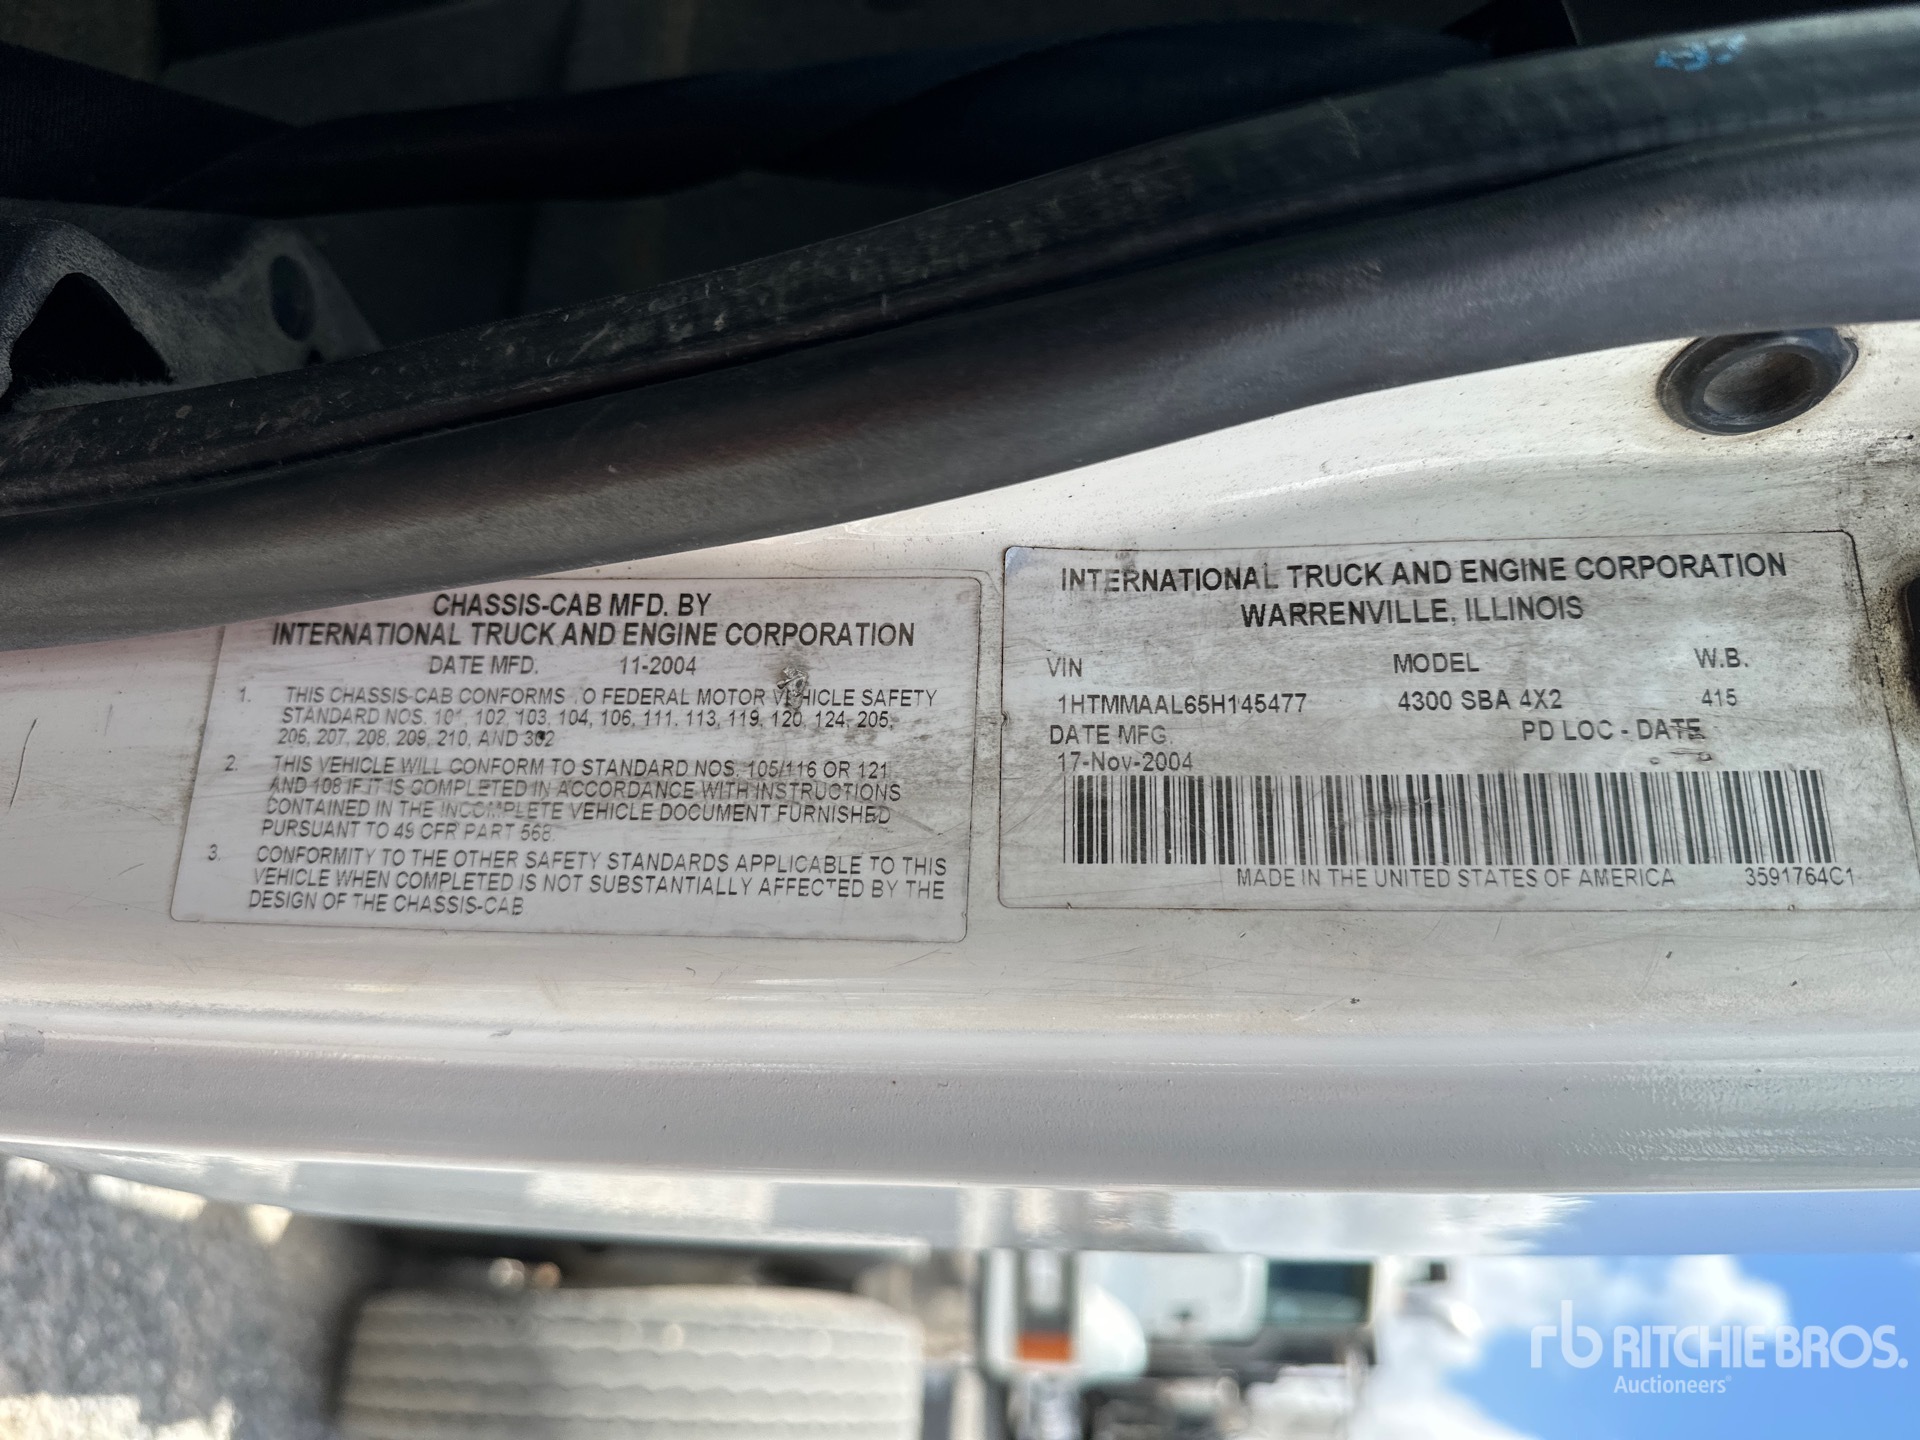 CHASSIS-CAB MFD. BY
INTERNATIONAL TRUCK AND ENGINE CORPORATION
DATE MFD. 11-2004
1. THIS CHASSIS-CAB CONFORMS O FEDERAL MOTOR VEHICLE SAFETY
STANDARD NOS. 101, 102, 103, 104, 106, 111, 113, 119, 120, 124, 205,
206, 207, 208, 209, 210, AND 302
2. THIS VEHICLE WILL CONFORM TO STANDARD NOS. 105/116 OR 121
AND 108 IF IT IS COMPLETED IN ACCORDANCE WITH INSTRUCTIONS
CONTAINED IN THE INCOMPLETE VEHICLE DOCUMENT FURNISHED
PURSUANT TO 49 CFR PART 568.
3. CONFORMITY TO THE OTHER SAFETY STANDARDS APPLICABLE TO THIS
VEHICLE WHEN COMPLETED IS NOT SUBSTANTIALLY AFFECTED BY THE
DESIGN OF THE CHASSIS-CAB
INTERNATIONAL TRUCK AND ENGINE CORPORATION
WARRENVILLE, ILLINOIS
VIN MODEL W.B.
1HTMMAAL65H145477 4300 SBA 4X2 415
DATE MFG. PD LOC - DATE
17-Nov-2004
MADE IN THE UNITED STATES OF AMERICA 3591764C1
rb RITCHIE BROS.
Auctioneers